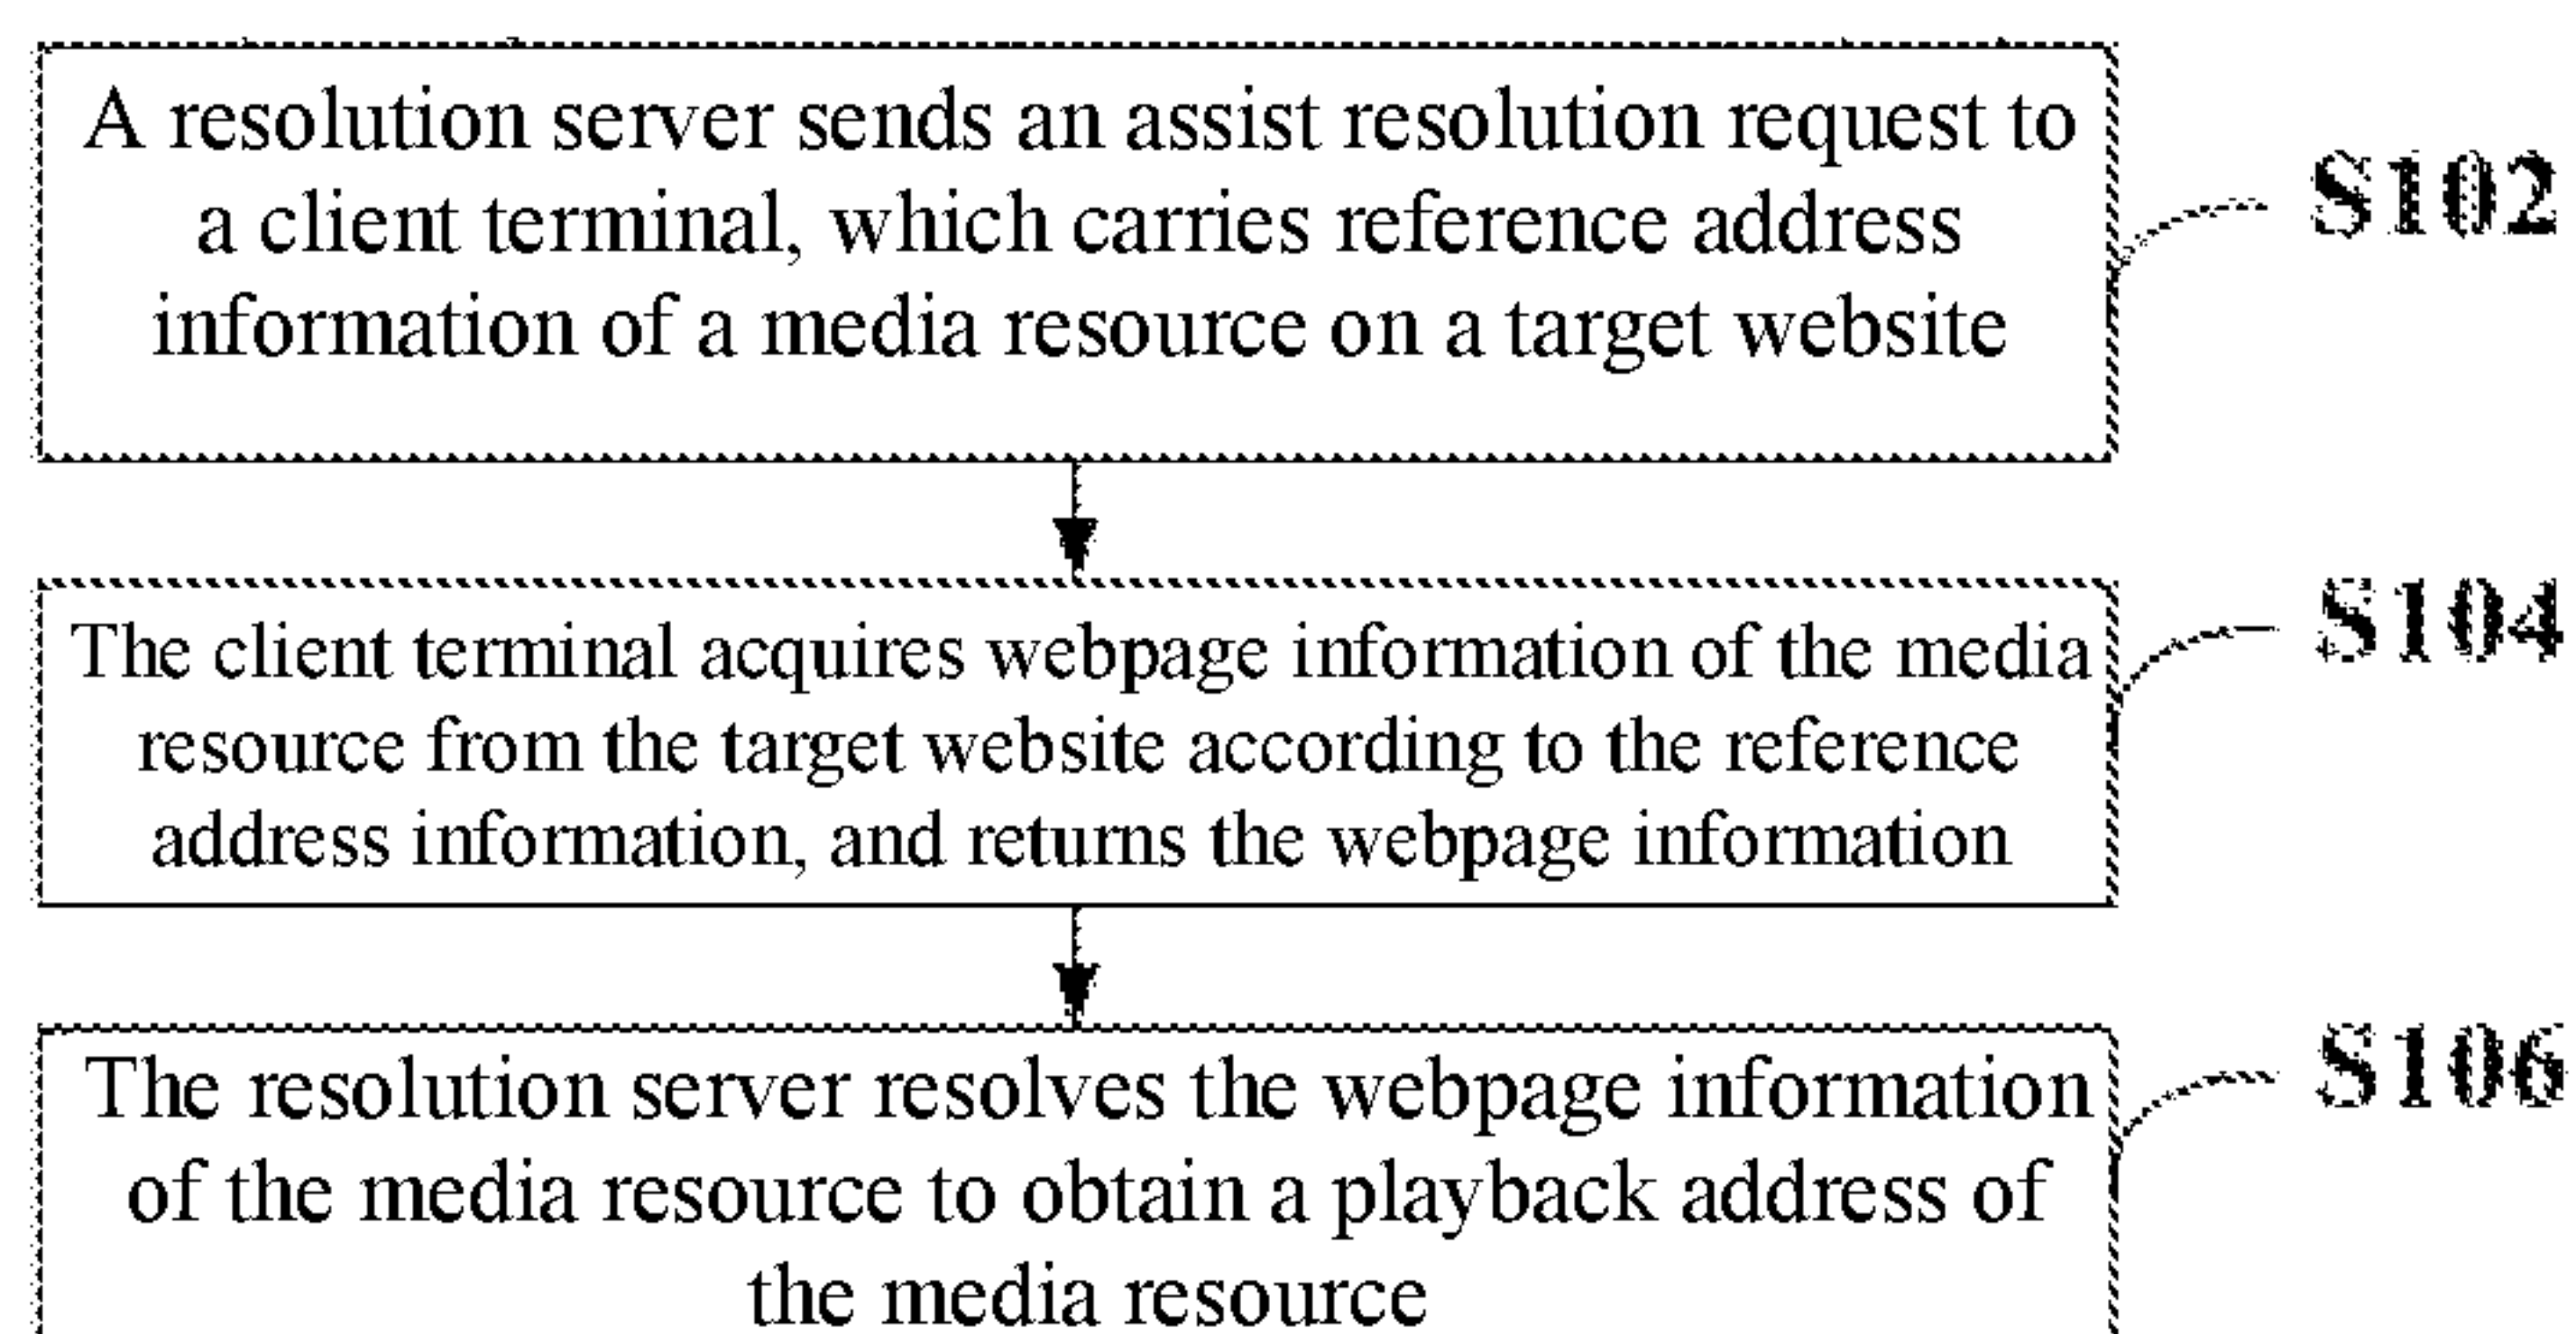 A resolution server sends an assist resolution request to
a client terminal, which carries reference address
information of a media resource on a target website
S102
The client terminal acquires webpage information of the media
resource from the target website according to the reference
address information, and returns the webpage information
S104
The resolution server resolves the webpage information
of the media resource to obtain a playback address of
the media resource
S106